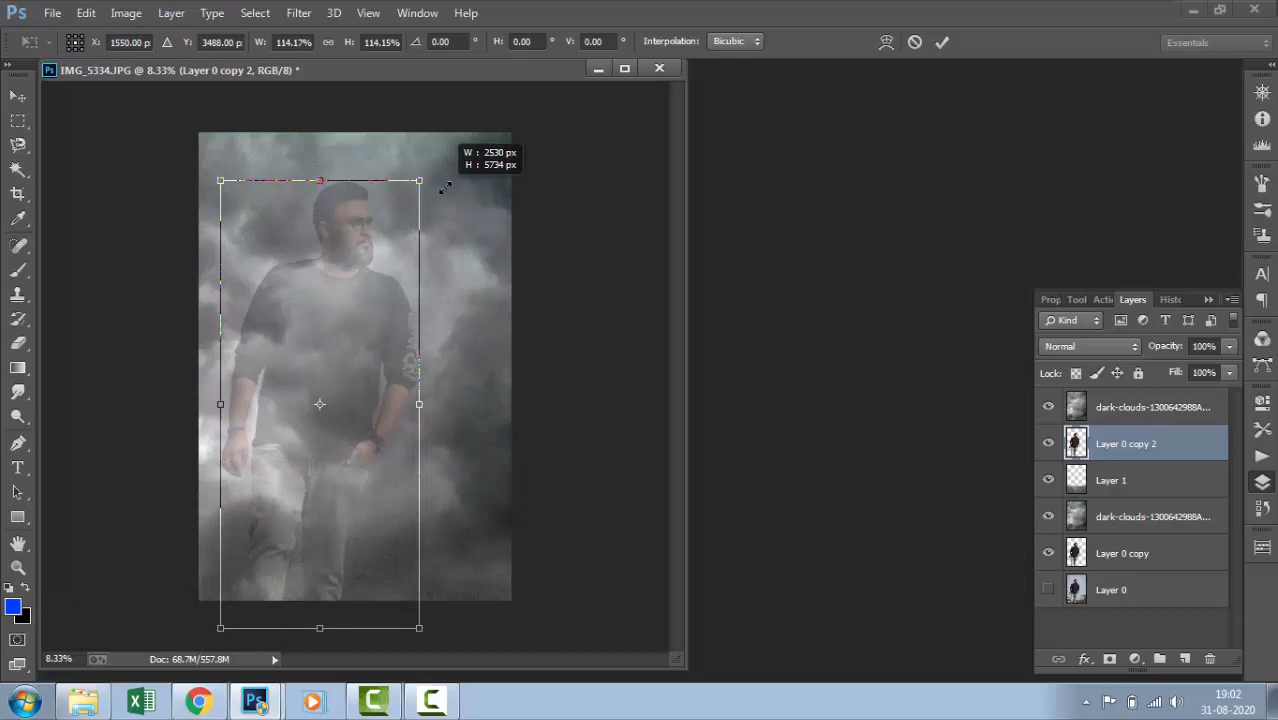 Ps File Edit Image Layer Type Select Filter 3D View Window Help
X: 1550.00 px Y: 3488.00 px W: 114.17% H: 114.15% 0.00 ° H: 0.00 ° V: 0.00 ° Interpolation: Bicubic Essentials
IMG_5334.JPG @ 8.33% (Layer 0 copy 2, RGB/8) *
W : 2530 px
H : 5734 px
Prop Tool Acti Layers Histo
Kind
Normal Opacity: 100%
Lock: Fill: 100%
dark-clouds-1300642988A...
Layer 0 copy 2
Layer 1
dark-clouds-1300642988A...
Layer 0 copy
Layer 0
8.33% Doc: 68.7M/557.8M
19:02
31-08-2020